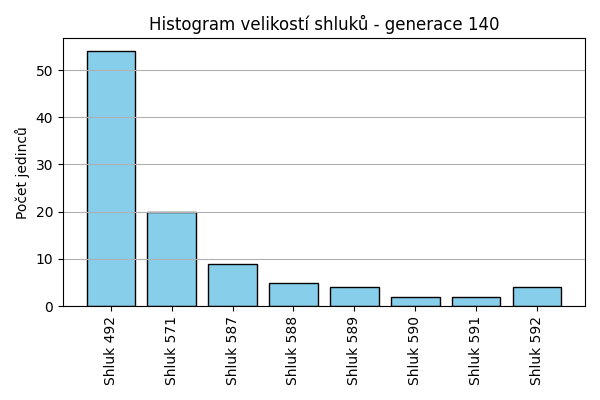 Histogram velikostí shluků - generace 140
Počet jedinců
50
40
30
20
10
0
Shluk 492
Shluk 571
Shluk 587
Shluk 588
Shluk 589
Shluk 590
Shluk 591
Shluk 592